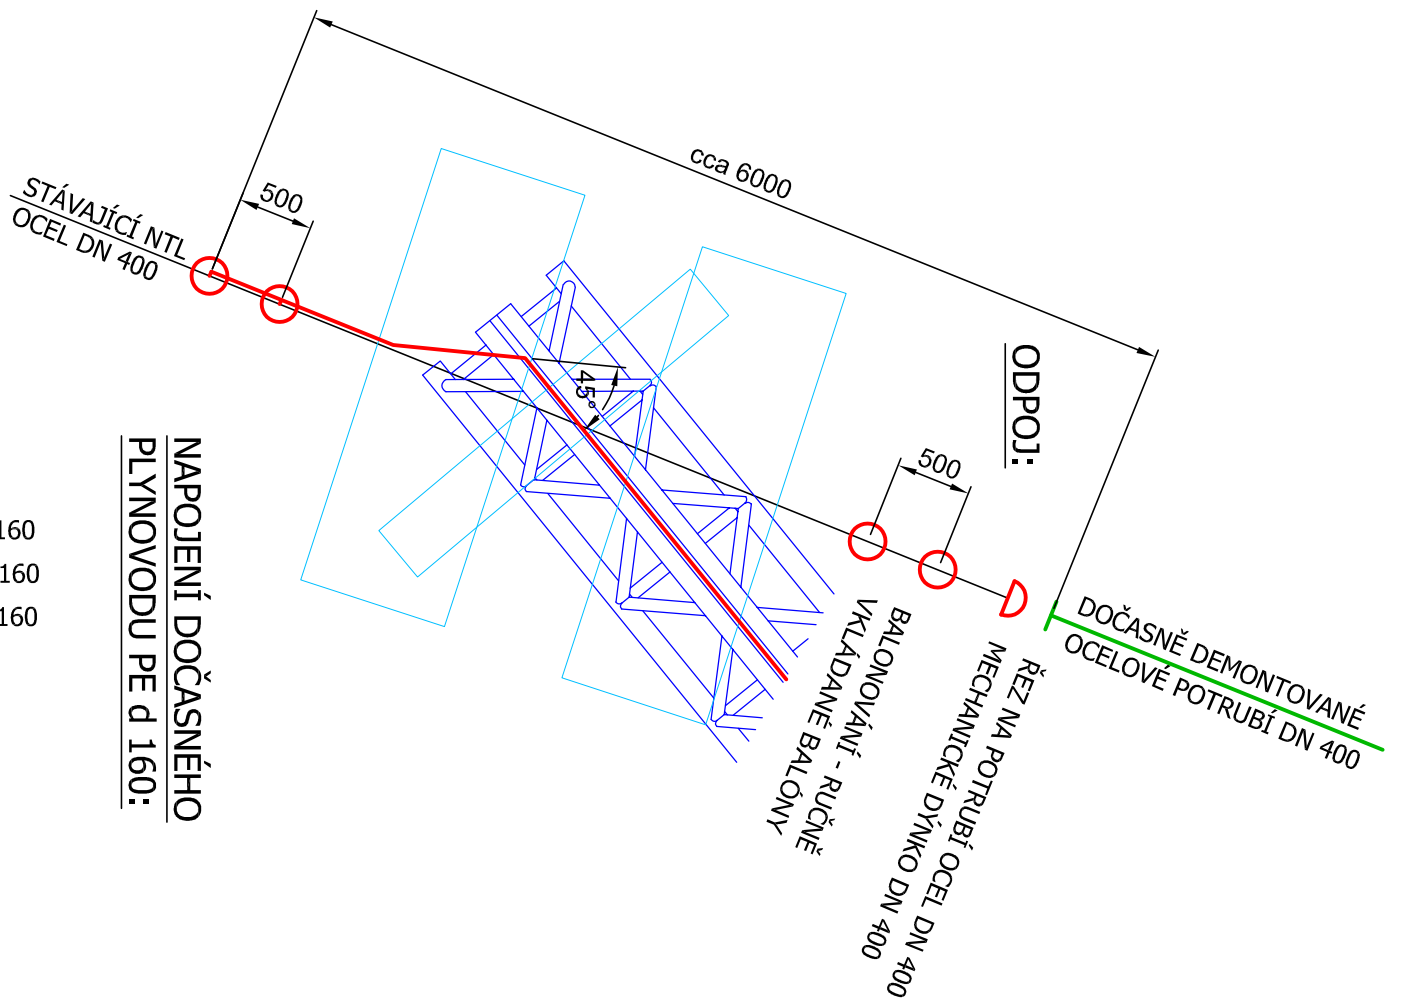 cca 6000
500
STÁVAJÍCÍ NTL
OCEL DN 400
45°
ODPOJ:
500
DOČASNĚ DEMONTOVANÉ
OCELOVÉ POTRUBÍ DN 400
ŘEZ NA POTRUBÍ OCEL DN 400
MECHANICKÉ DÝNKO DN 400
BALONOVÁNÍ - RUČNĚ
VKLÁDANÉ BALÓNY
NAPOJENÍ DOČASNÉHO
PLYNOVODU PE d 160:
160
160
160